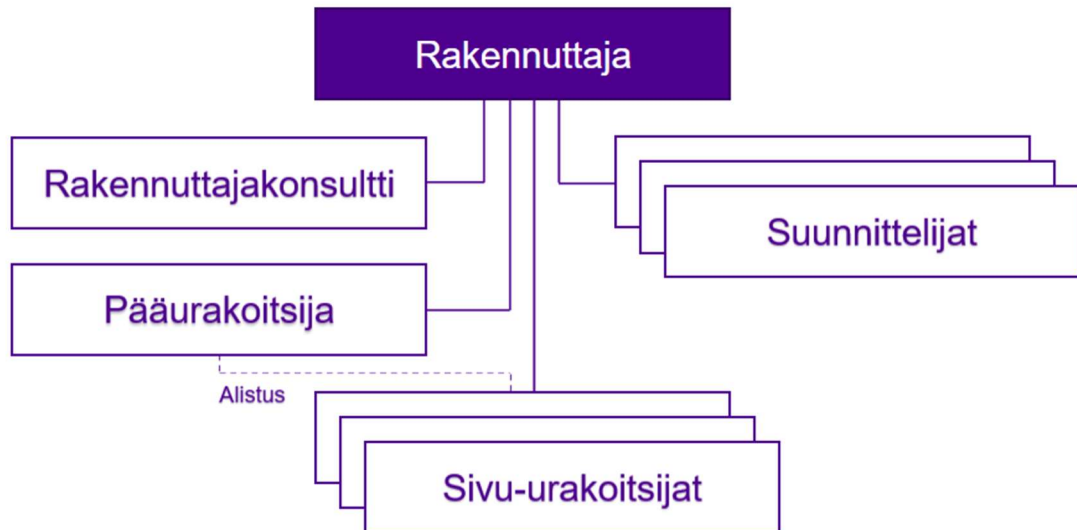 Rakennuttaja
Rakennuttajakonsultti
Suunnittelijat
Pääurakoitsija
Alistus
Sivu-urakoitsijat